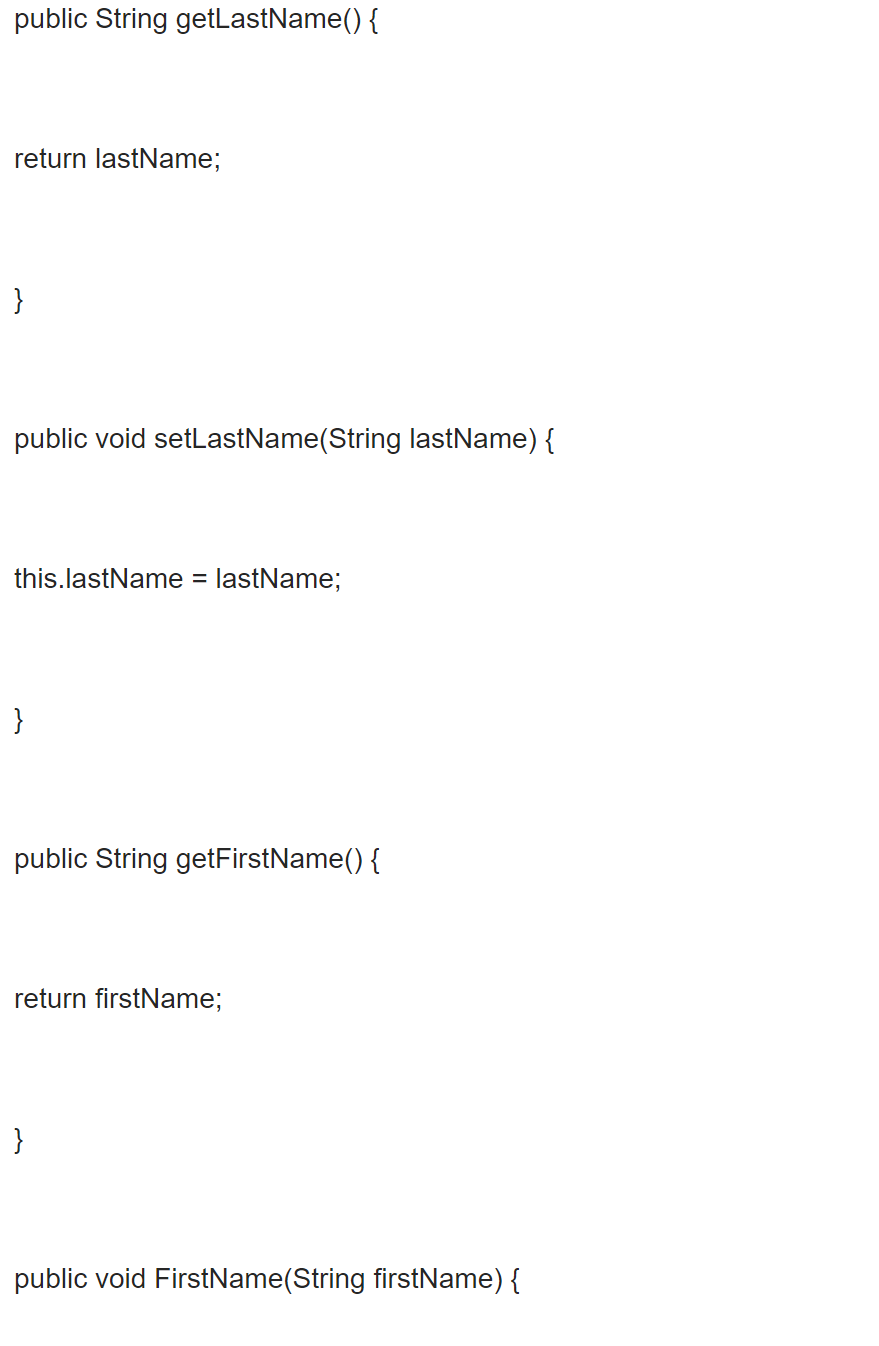 public String getLastName() {
return lastName;
}
public void setLastName(String lastName) {
this.lastName = lastName;
}
public String getFirstName() {
return firstName;
}
public void FirstName(String firstName) {